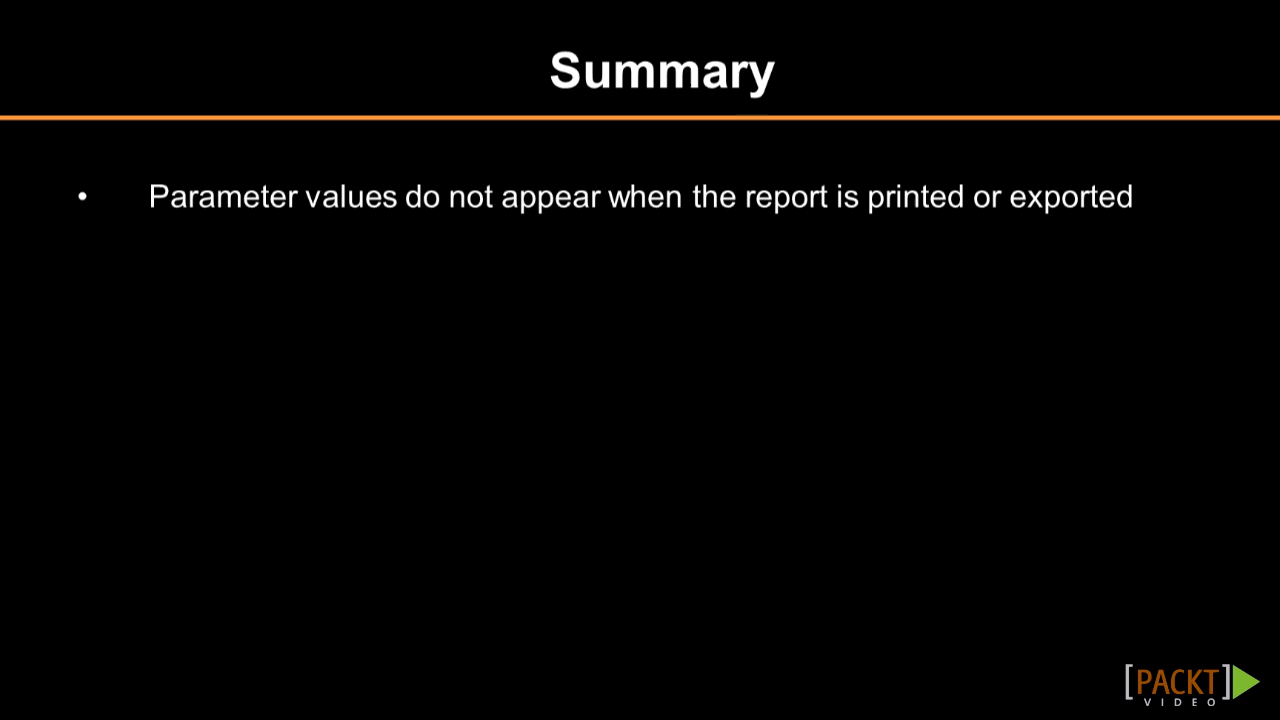 Summary
• Parameter values do not appear when the report is printed or exported
[PACKT]
VIDEO